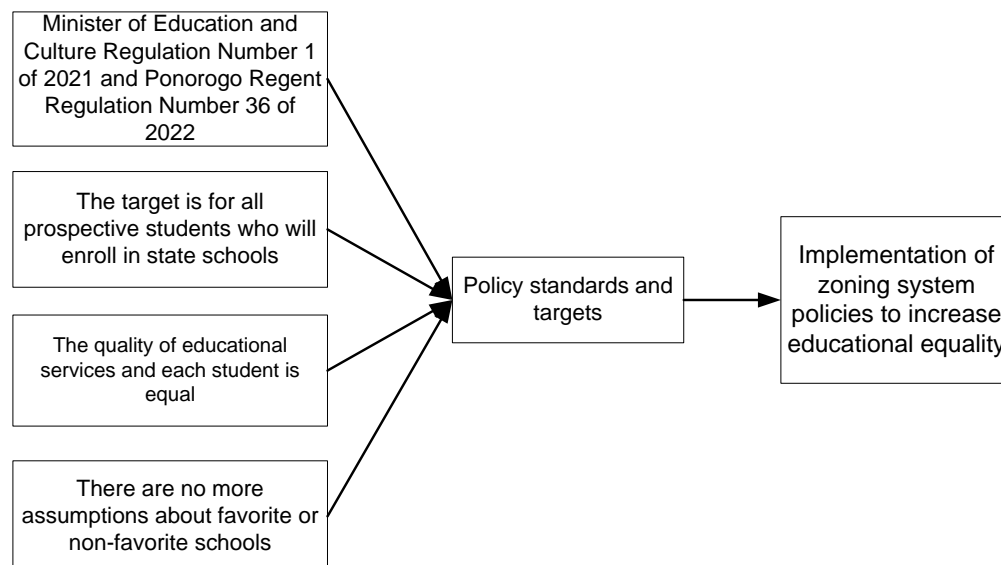 Minister of Education and
Culture Regulation Number 1
of 2021 and Ponorogo Regent
Regulation Number 36 of
2022
The target is for all
prospective students who will
enroll in state schools
The quality of educational
services and each student is
equal
There are no more
assumptions about favorite or
non-favorite schools
Policy standards and
targets
Implementation of
zoning system
policies to increase
educational equality